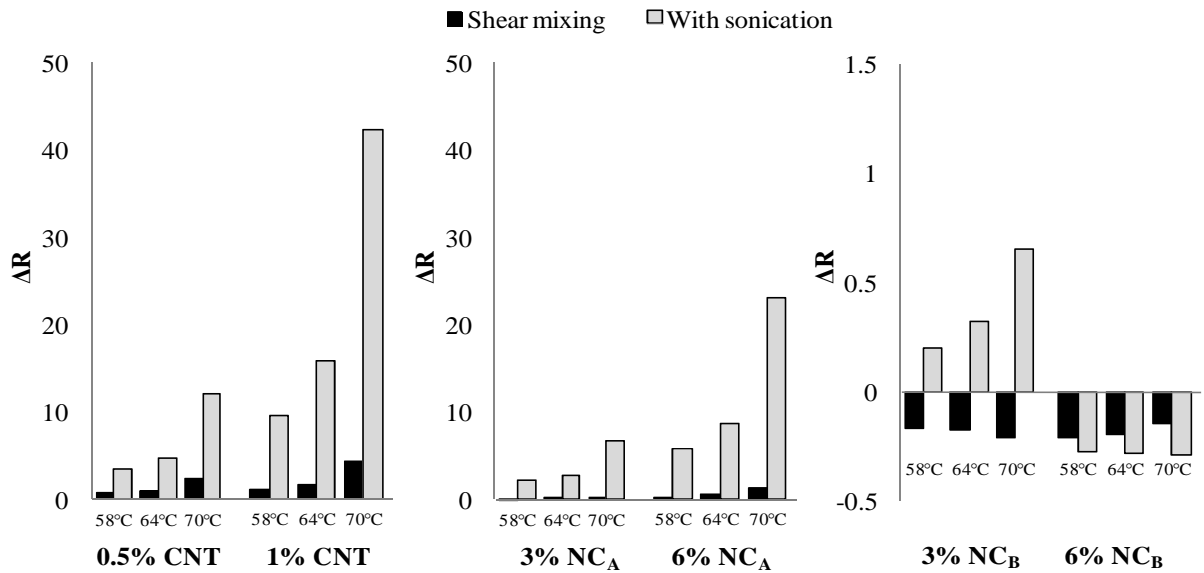 Shear mixing With sonication
50
40
30
20
10
0
ΔR
58°C 64°C 70°C 58°C 64°C 70°C
0.5% CNT 1% CNT
50
40
30
20
10
0
ΔR
58°C 64°C 70°C 58°C 64°C 70°C
3% NCA 6% NCA
1.5
1
0.5
0
-0.5
ΔR
58°C 64°C 70°C 58°C 64°C 70°C
3% NCB 6% NCB